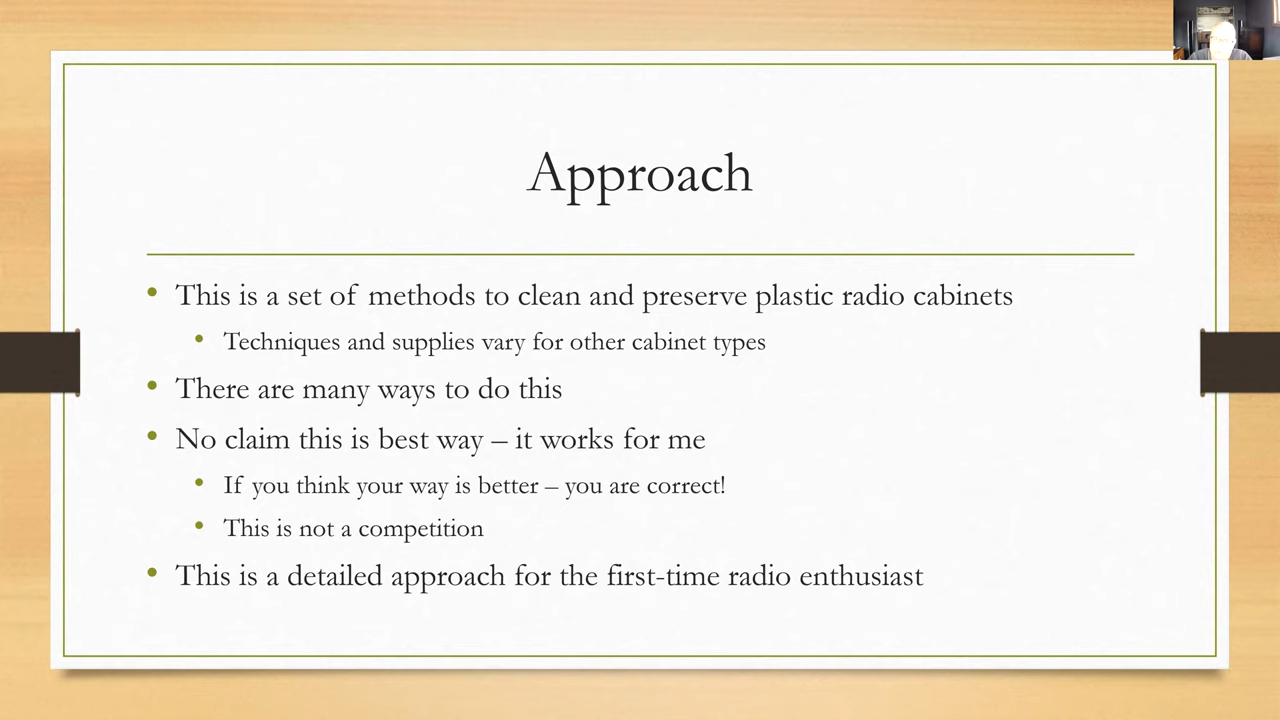 Approach
• This is a set of methods to clean and preserve plastic radio cabinets
• Techniques and supplies vary for other cabinet types
• There are many ways to do this
• No claim this is best way – it works for me
• If you think your way is better – you are correct!
• This is not a competition
• This is a detailed approach for the first-time radio enthusiast